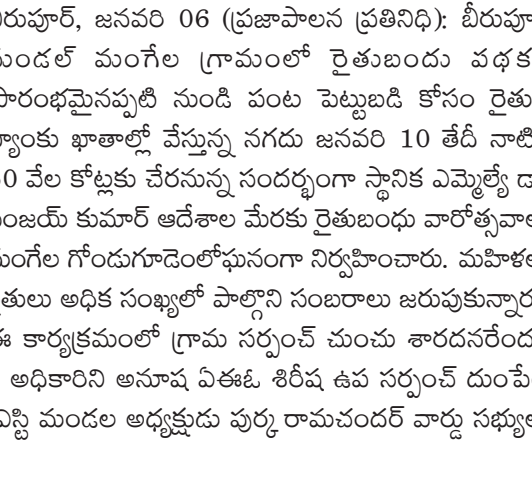 బీరుపూర్, జనవరి 06 (ప్రజాపాలన ప్రతినిధి): బీరుపూ
మండల్ మంగేల గ్రామంలో రైతుబందు వథక
పారంభమైనప్పటి నుండి పంట పెట్టుబడి కోసం రైతు
బ్యాంకు ఖాతాల్లో వేస్తున్న నగదు జనవరి 10 తేదీ నాటి
0 వేల కోట్లకు చేరనున్న సందర్భంగా స్థానిక ఎమ్మెల్యే డ
సంజయ్ కుమార్ ఆదేశాల మేరకు రైతుబంధు వారోత్సవాల
మంగేల గోండుగూడెంలోఘనంగా నిర్వహించారు. మహిళల
రైతులు అధిక సంఖ్యలో పాల్గొని సంబరాలు జరుపుకున్నార
ఈ కార్యక్రమంలో గ్రామ సర్పంచ్ చుంచు శారదనరేంద
అధికారిని అనూష ఏఈఓ శిరీష ఉప సర్పంచ్ దుంపే
ఎస్టి మండల అధ్యక్షుడు పుర్క రామచందర్ వార్డు సభ్యుల